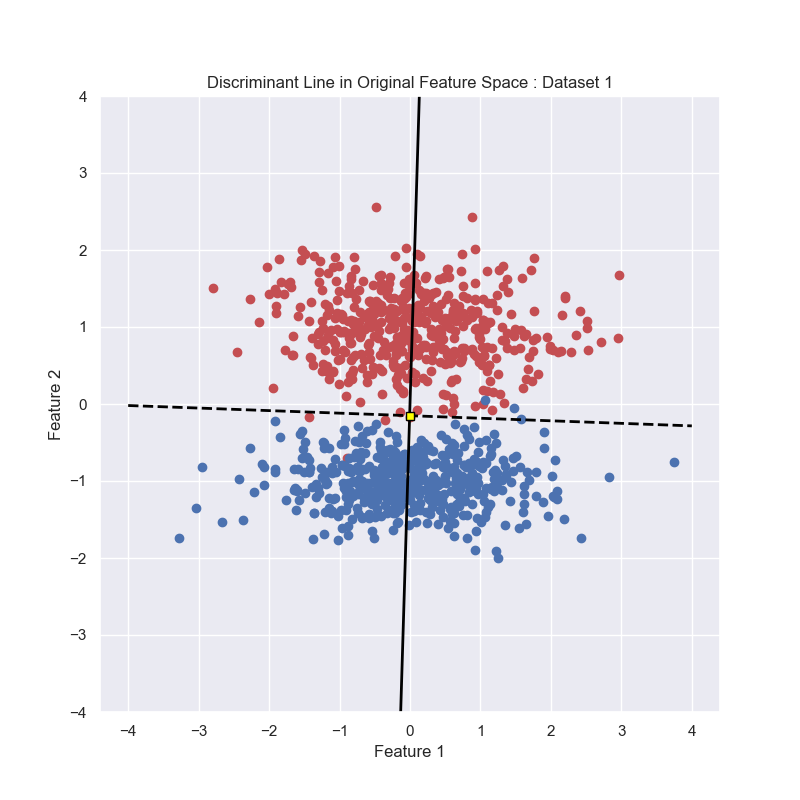 Discriminant Line in Original Feature Space : Dataset 1
4
3
2
1
0
−1
−2
−3
−4
Feature 2
−4 −3 −2 −1 0 1 2 3 4
Feature 1